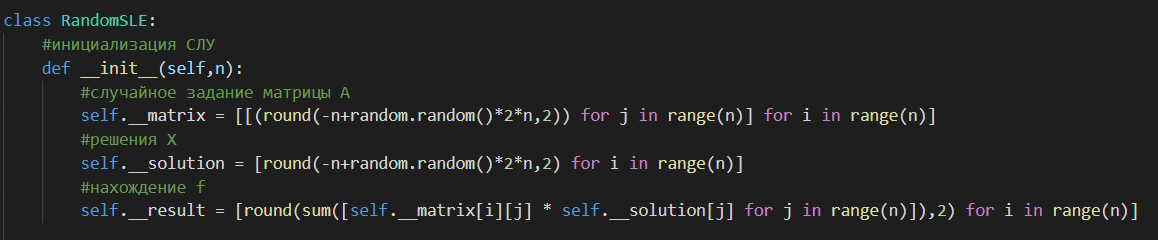 class RandomSLE:
#инициализация СЛУ
def __init__(self,n):
#случайное задание матрицы A
self.__matrix = [[(round(-n+random.random()*2*n,2)) for j in range(n)] for i in range(n)]
#решения X
self.__solution = [round(-n+random.random()*2*n,2) for i in range(n)]
#нахождение f
self.__result = [round(sum([self.__matrix[i][j] * self.__solution[j] for j in range(n)]),2) for i in range(n)]